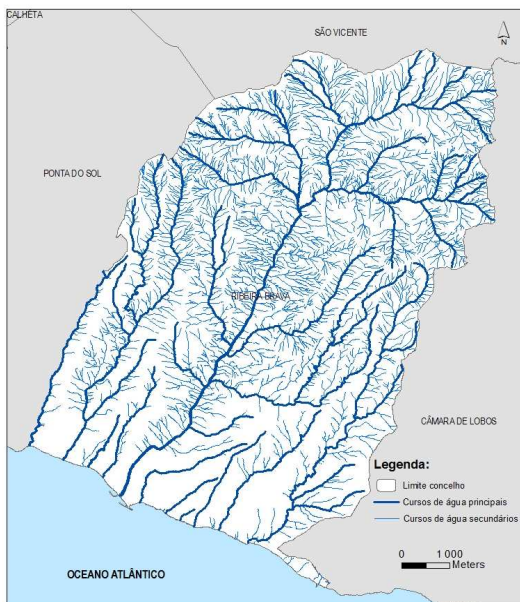 CALHETA
SÃO VICENTE
N
PONTA DO SOL
RIBEIRA BRAVA
CÂMARA DE LOBOS
Legenda:
Limite concelho
Cursos de água principais
Cursos de água secundários
0 1 000
Meters
OCEANO ATLÂNTICO